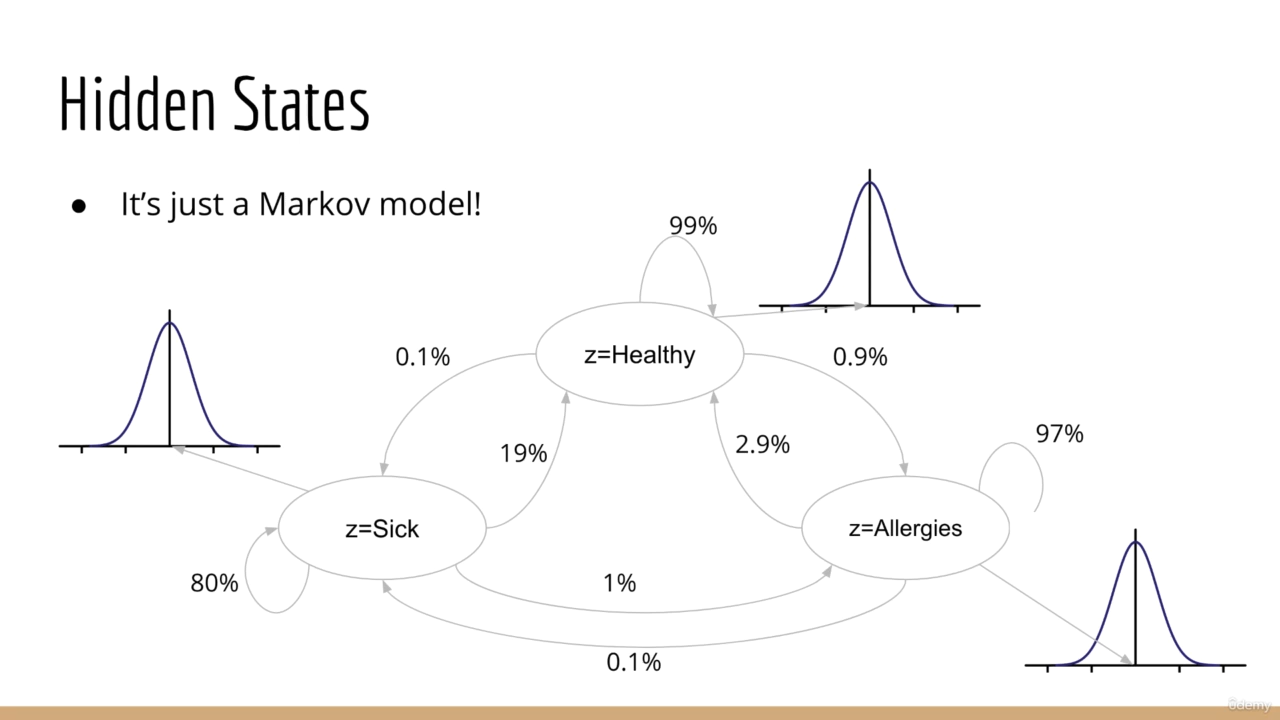 Hidden States
● It’s just a Markov model!
99%
z=Healthy
0.1%
0.9%
19%
2.9%
97%
z=Sick
z=Allergies
80%
1%
0.1%
ûdemy